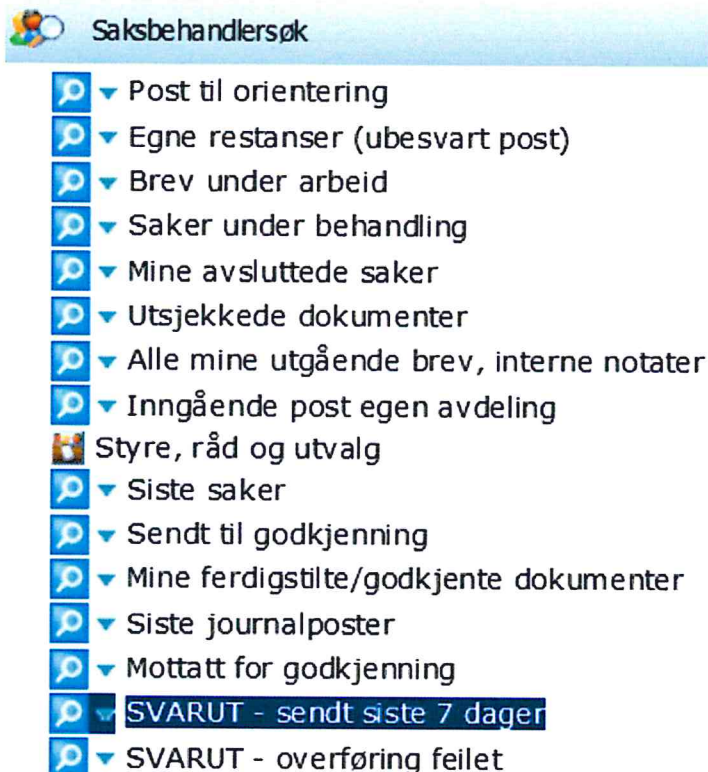 Saksbehandlersøk
Post til orientering
Egne restanser (ubesvart post)
Brev under arbeid
Saker under behandling
Mine avsluttede saker
Utsjekkede dokumenter
Alle mine utgående brev, interne notater
Inngående post egen avdeling
Styre, råd og utvalg
Siste saker
Sendt til godkjenning
Mine ferdigstilte/godkjente dokumenter
Siste journalposter
Mottatt for godkjenning
SVARUT - sendt siste 7 dager
SVARUT - overføring feilet